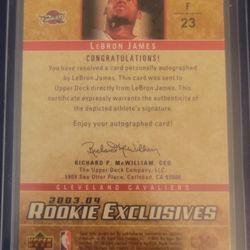 F
23
LEBRON JAMES
CONGRATULATIONS!
You have received a card personally autographed
by LeBron James. This card was sent to
Upper Deck directly from LeBron James. This
certificate expressly warrants the authenticity of
the depicted athlete's signature.
Enjoy your autographed card!
Richard P. McWilliam
RICHARD P. McWILLIAM, CEO
The Upper Deck Company, LLC.
5909 Sea Otter Place, Carlsbad, CA 92008
CLEVELAND CAVALIERS
2003.04
ROOKIE EXCLUSIVES